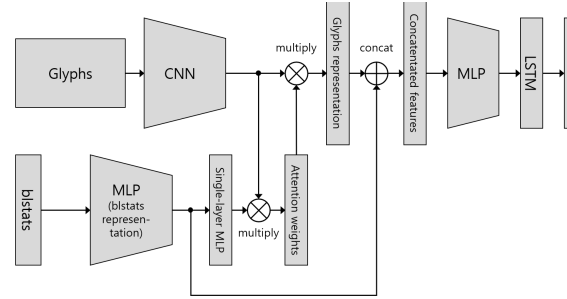 Glyphs
CNN
multiply
Glyphs representation
concat
Concatentated features
MLP
LSTM
blstats
MLP
(blstats
represen-
tation)
Single-layer MLP
multiply
Attention weights